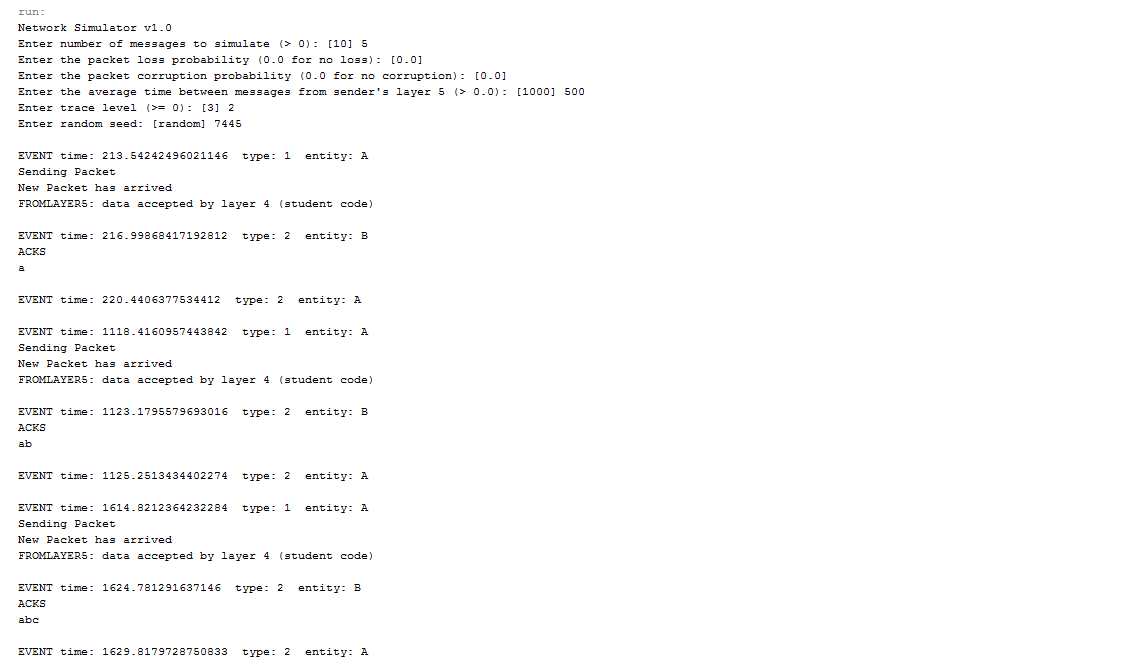 run:
Network Simulator v1.0
Enter number of messages to simulate (> 0): [10] 5
Enter the packet loss probability (0.0 for no loss): [0.0]
Enter the packet corruption probability (0.0 for no corruption): [0.0]
Enter the average time between messages from sender's layer 5 (> 0.0): [1000] 500
Enter trace level (>= 0): [3] 2
Enter random seed: [random] 7445
EVENT time: 213.54242496021146  type: 1  entity: A
Sending Packet
New Packet has arrived
FROMLAYER5: data accepted by layer 4 (student code)
EVENT time: 216.99868417192812  type: 2  entity: B
ACKS
a
EVENT time: 220.4406377534412  type: 2  entity: A
EVENT time: 1118.4160957443842  type: 1  entity: A
Sending Packet
New Packet has arrived
FROMLAYER5: data accepted by layer 4 (student code)
EVENT time: 1123.1795579693016  type: 2  entity: B
ACKS
ab
EVENT time: 1125.2513434402274  type: 2  entity: A
EVENT time: 1614.8212364232284  type: 1  entity: A
Sending Packet
New Packet has arrived
FROMLAYER5: data accepted by layer 4 (student code)
EVENT time: 1624.781291637146  type: 2  entity: B
ACKS
abc
EVENT time: 1629.8179728750833  type: 2  entity: A